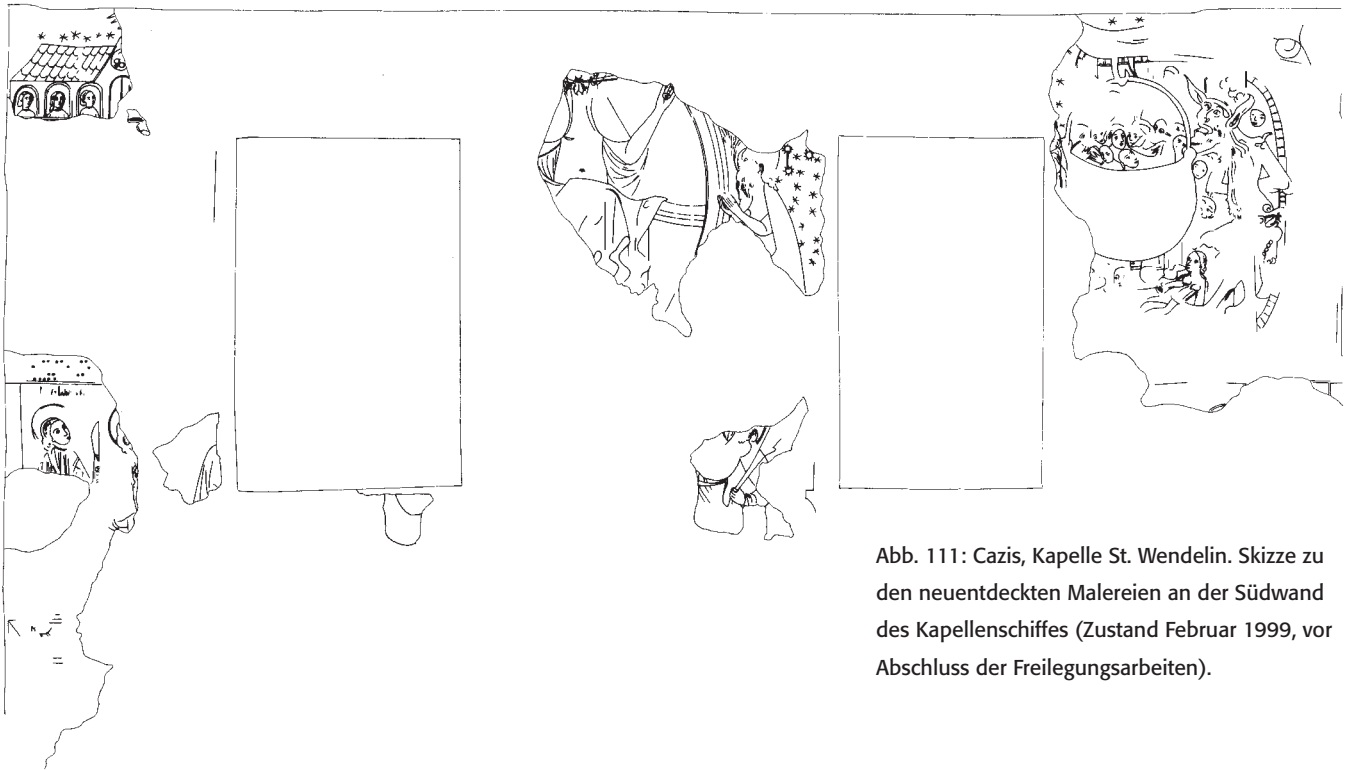 Abb. 111: Cazis, Kapelle St. Wendelin. Skizze zu
den neuentdeckten Malereien an der Südwand
des Kapellenschiffes (Zustand Februar 1999, vor
Abschluss der Freilegungsarbeiten).